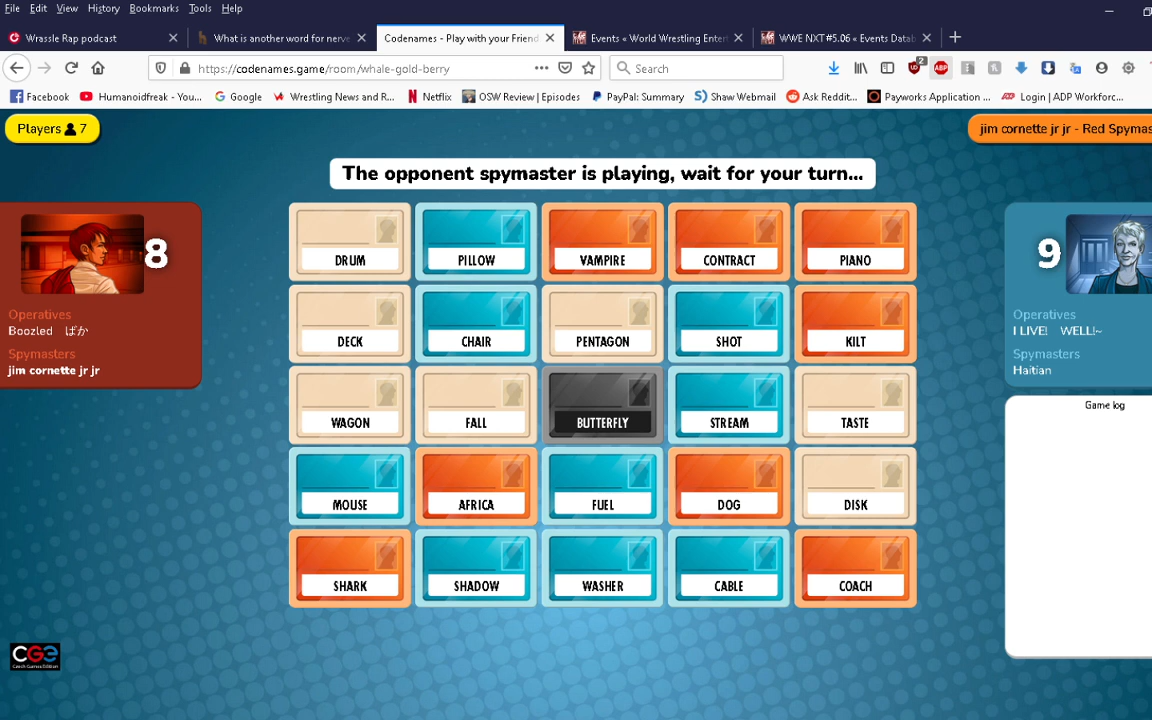 File Edit View History Bookmarks Tools Help
Wrassle Rap podcast
What is another word for nerve
Codenames - Play with your Friend
Events « World Wrestling Enter
WWE NXT #5.06 « Events Datab
https://codenames.game/room/whale-gold-berry
Search
2
ABP
Facebook
Humanoidfreak - You...
Google
Wrestling News and R...
Netflix
OSW Review | Episodes
PayPal: Summary
Shaw Webmail
Ask Reddit...
Payworks Application ...
Login | ADP Workforc...
Players 7
jim cornette jr jr - Red Spymas
The opponent spymaster is playing, wait for your turn...
8
Operatives
Boozled ばか
Spymasters
jim cornette jr jr
DRUM PILLOW VAMPIRE CONTRACT PIANO
DECK CHAIR PENTAGON SHOT KILT
WAGON FALL BUTTERFLY STREAM TASTE
MOUSE AFRICA FUEL DOG DISK
SHARK SHADOW WASHER CABLE COACH
9
Operatives
I LIVE! WELL!~
Spymasters
Haitian
Game log
CGE
Czech Games Edition